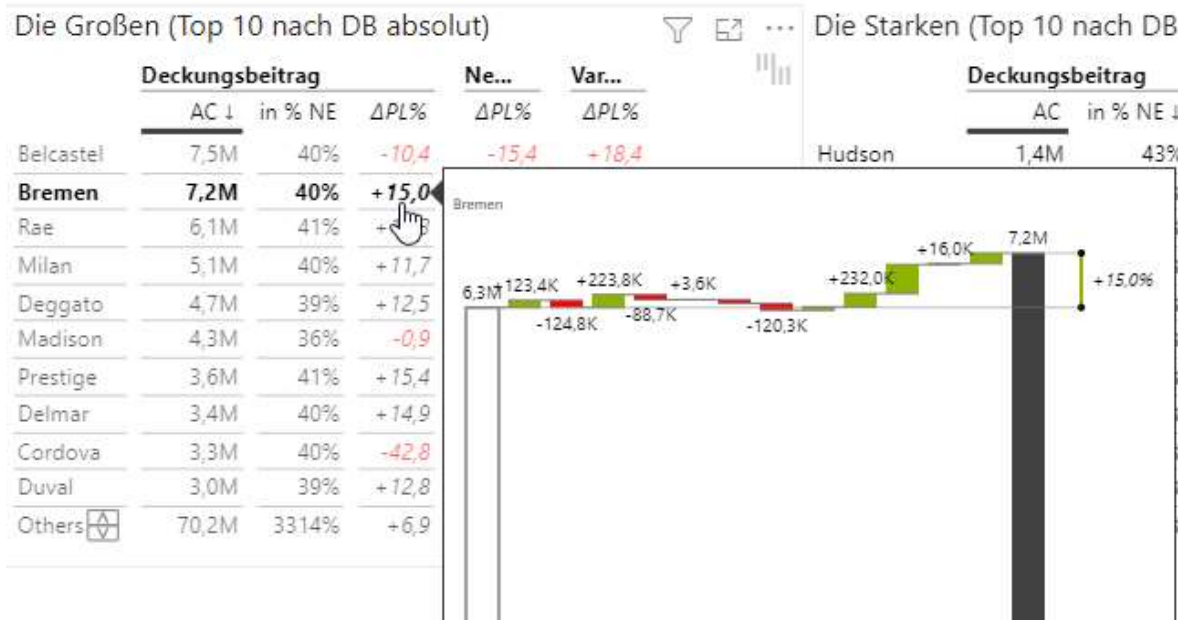 Die Großen (Top 10 nach DB absolut)
Deckungsbeitrag Ne... Var...
AC ↓ in % NE ΔPL% ΔPL% ΔPL%
Belcastel 7,5M 40% -10,4 -15,4 +18,4
Bremen 7,2M 40% +15,0
Rae 6,1M 41%
Milan 5,1M 40% +11,7
Deggato 4,7M 39% +12,5
Madison 4,3M 36% -0,9
Prestige 3,6M 41% +15,4
Delmar 3,4M 40% +14,9
Cordova 3,3M 40% -42,8
Duval 3,0M 39% +12,8
Others 70,2M 3314% +6,9
Die Starken (Top 10 nach DB
Deckungsbeitrag
AC in % NE ↓
Hudson 1,4M 43%
Bremen
6,3M +123,4K -124,8K +223,8K -88,7K +3,6K -120,3K +232,0K +16,0K 7,2M +15,0%